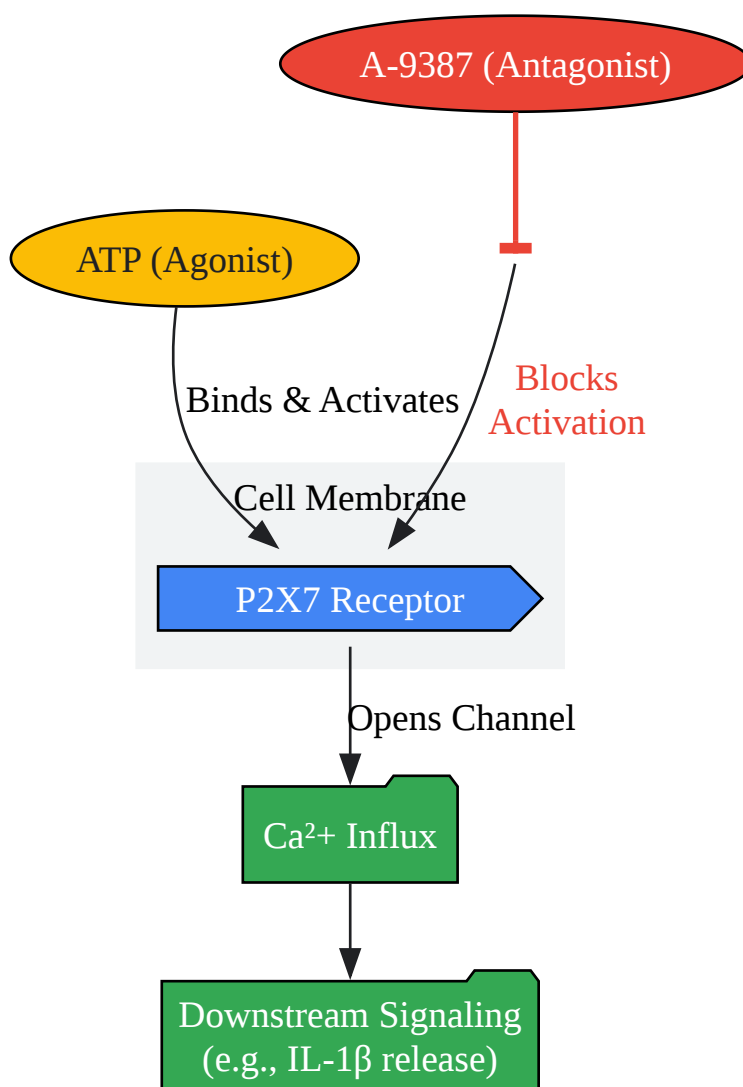 A-9387 (Antagonist)
ATP (Agonist)
Binds & Activates
Blocks
Activation
Cell Membrane
P2X7 Receptor
Opens Channel
Ca²+ Influx
Downstream Signaling
(e.g., IL-1β release)